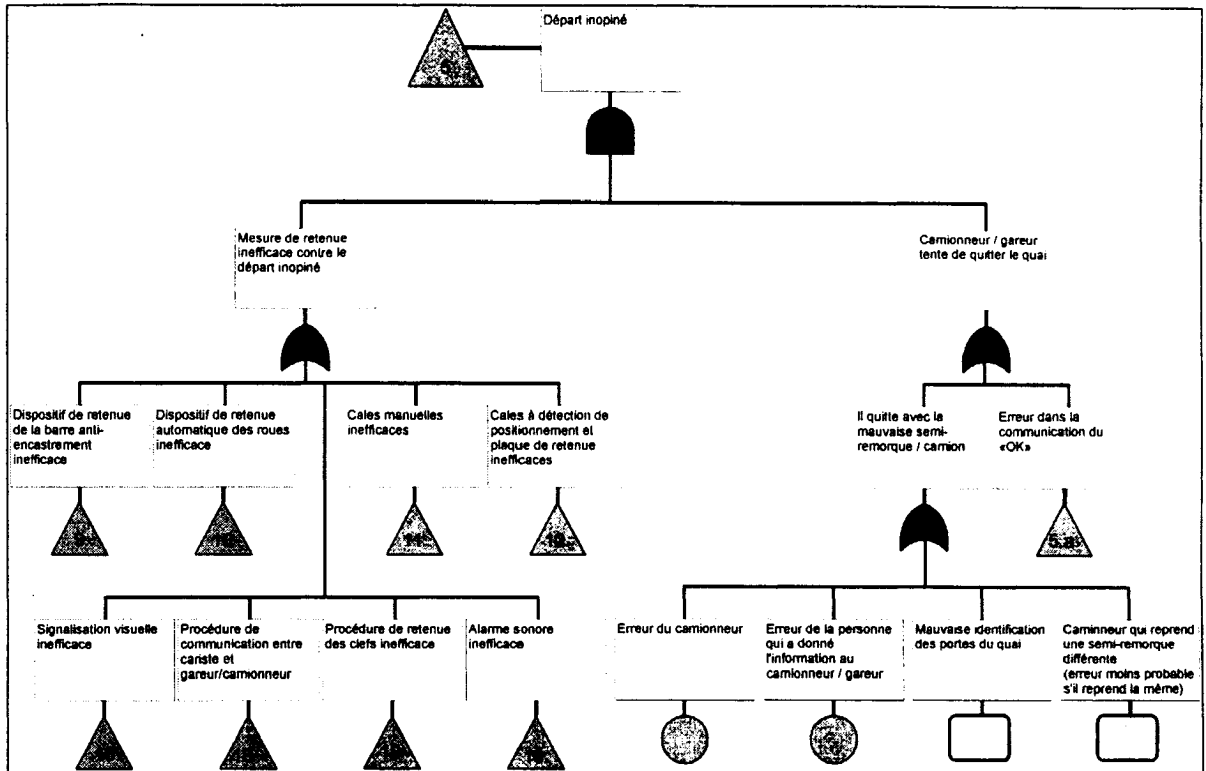 Départ inopiné
Mesure de retenue
inefficace contre le
départ inopiné
Camionneur / gareur
tente de quitter le quai
Dispositif de retenue
de la barre anti-
encastrement
inefficace
Dispositif de retenue
automatique des roues
inefficace
Cales manuelles
inefficaces
Cales à détection de
positionnement et
plaque de retenue
inefficaces
Il quitte avec la
mauvaise semi-
remorque / camion
Erreur dans la
communication du
«OK»
5.a
Signalisation visuelle
inefficace
Procédure de
communication entre
cariste et
gareur/camionneur
Procédure de retenue
des clefs inefficace
Alarme sonore
inefficace
Erreur du camionneur
Erreur de la personne
qui a donné
l'information au
camionneur / gareur
Mauvaise identification
des portes du quai
Caminneur qui reprend
une semi-remorque
différente
(erreur moins probable
s'il reprend la même)